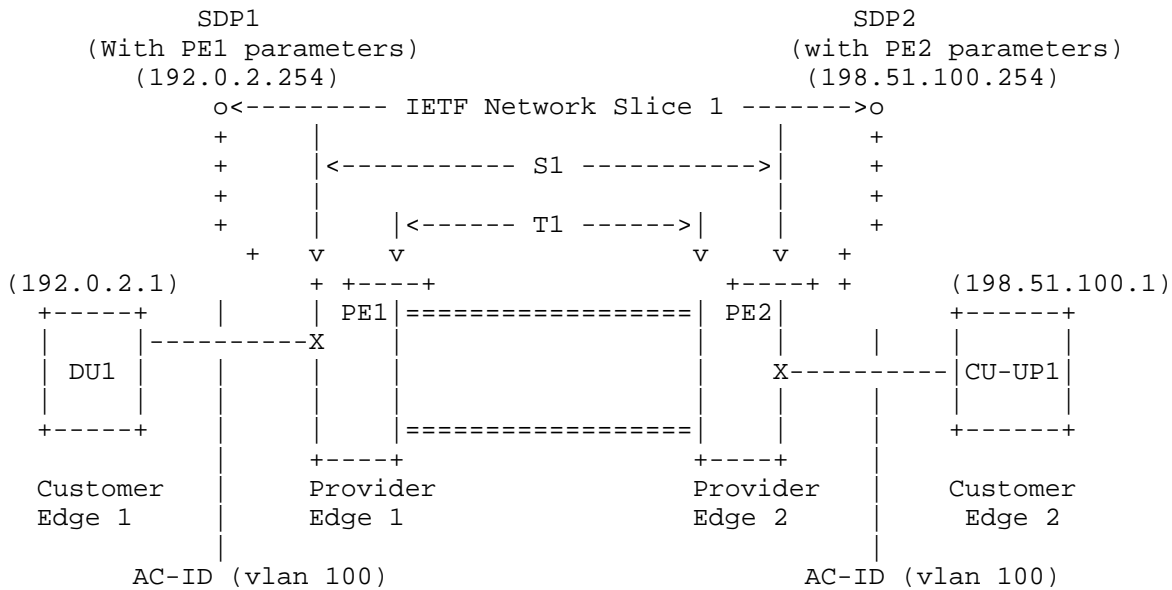 SDP1 SDP2
(With PE1 parameters) (with PE2 parameters)
(192.0.2.254) (198.51.100.254)
o<--------- IETF Network Slice 1 ------->o
+ | | +
+ |<----------- S1 ----------->| +
+ | | +
+ | |<------ T1 ------>| | +
+ v v v v +
(192.0.2.1) + +----+ +----+ + (198.51.100.1)
+-----+ | | PE1|==================| PE2| +------+
| |----------X | | | | | |
| DU1 | | | | | X----------|CU-UP1|
| | | | | | | | | |
+-----+ | | |==================| | | +------+
| +----+ +----+ |
Customer | Provider Provider | Customer
Edge 1 | Edge 1 Edge 2 | Edge 2
| |
AC-ID (vlan 100) AC-ID (vlan 100)